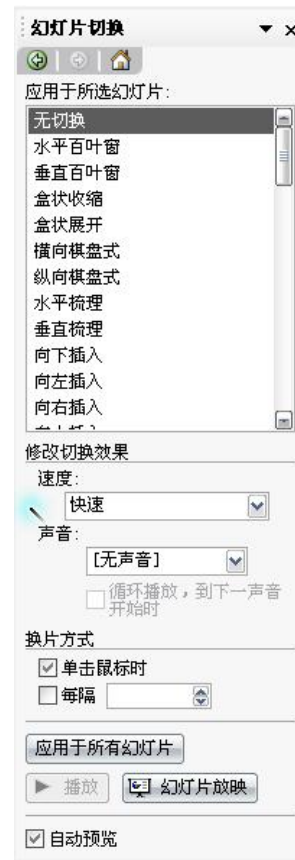 幻灯片切换
应用于所选幻灯片:
无切换
水平百叶窗
垂直百叶窗
盒状收缩
盒状展开
横向棋盘式
纵向棋盘式
水平梳理
垂直梳理
向下插入
向左插入
向右插入
修改切换效果
速度:
快速
声音:
[无声音]
循环播放，到下一声音
开始时
换片方式
单击鼠标时
每隔
应用于所有幻灯片
播放 幻灯片放映
自动预览